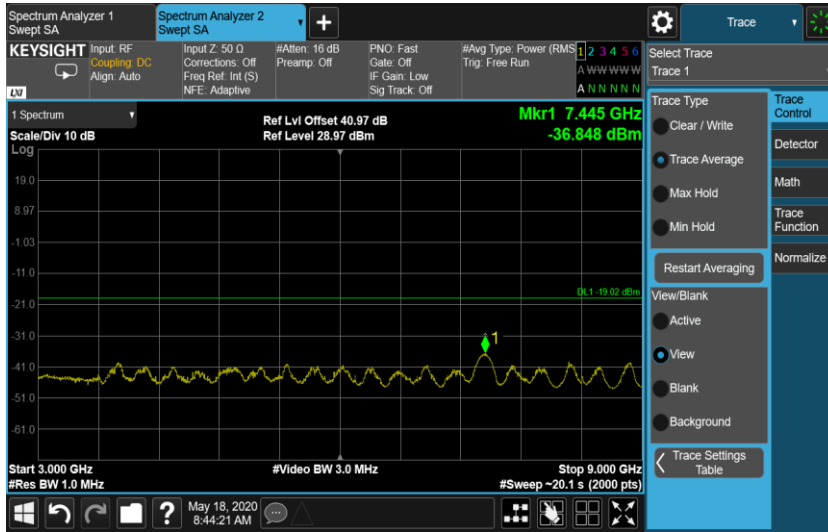 Spectrum Analyzer 1
Swept SA
Spectrum Analyzer 2
Swept SA
+
Trace
KEYSIGHT
LXI
Input: RF
Coupling: DC
Align: Auto
Input Z: 50 Ω
Corrections: Off
Freq Ref: Int (S)
NFE: Adaptive
#Atten: 16 dB
Preamp: Off
PNO: Fast
Gate: Off
IF Gain: Low
Sig Track: Off
#Avg Type: Power (RMS
Trig: Free Run
1 2 3 4 5 6
A W W W W W
A N N N N N
Select Trace
Trace 1
1 Spectrum
Scale/Div 10 dB
Log
Ref Lvl Offset 40.97 dB
Ref Level 28.97 dBm
Mkr1 7.445 GHz
-36.848 dBm
19.0
8.97
-1.03
-11.0
-21.0
-31.0
-41.0
-51.0
-61.0
DL1 -19.02 dBm
1
Start 3.000 GHz
#Res BW 1.0 MHz
#Video BW 3.0 MHz
Stop 9.000 GHz
#Sweep ~20.1 s (2000 pts)
Trace Type
Clear / Write
Trace Average
Max Hold
Min Hold
Restart Averaging
View/Blank
Active
View
Blank
Background
Trace Settings
Table
Trace
Control
Detector
Math
Trace
Function
Normalize
?
May 18, 2020
8:44:21 AM